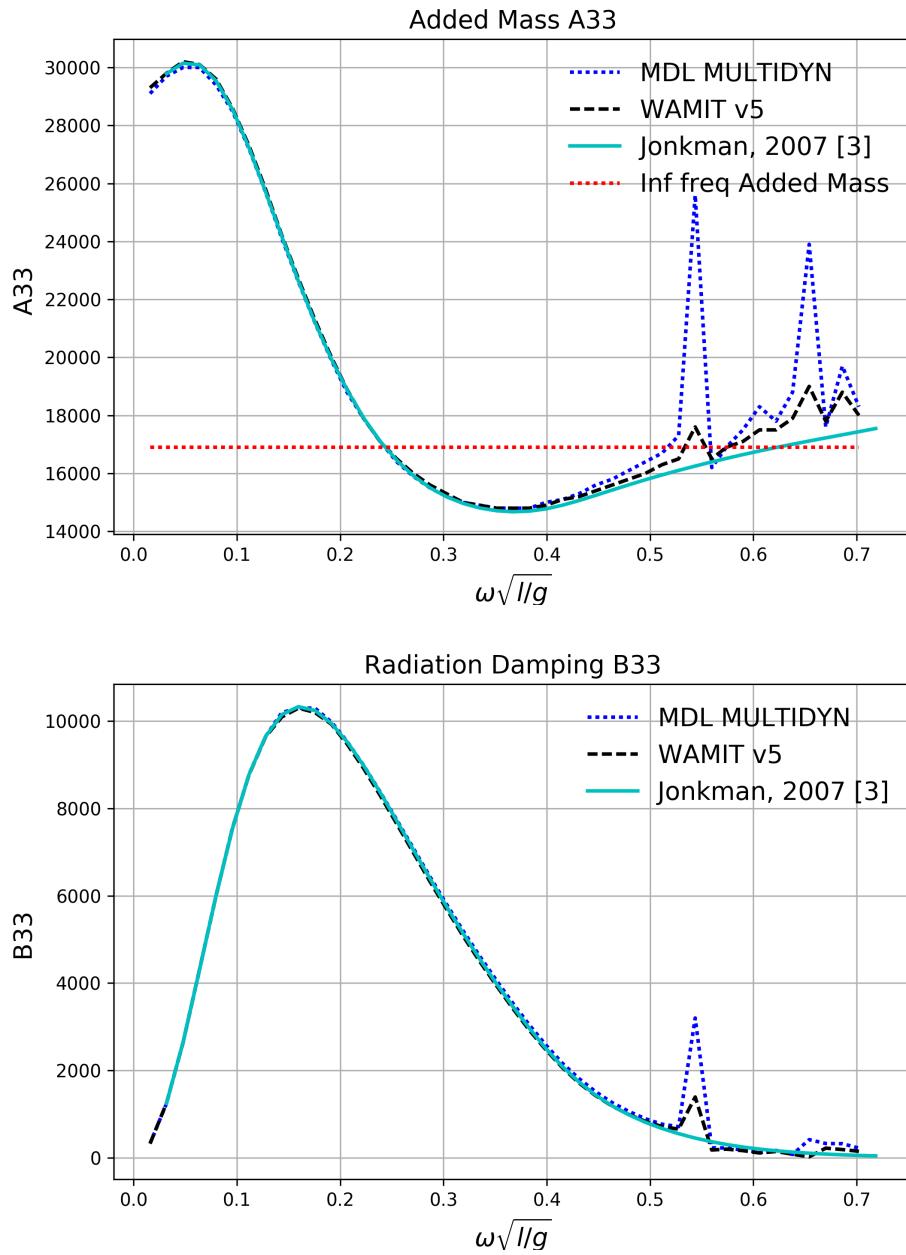 Added Mass A33
30000
28000
26000
24000
22000
20000
18000
16000
14000
A33
MDL MULTIDYN
WAMIT v5
Jonkman, 2007 [3]
Inf freq Added Mass
0.0 0.1 0.2 0.3 0.4 0.5 0.6 0.7
ω√l/g
Radiation Damping B33
10000
8000
6000
4000
2000
0
B33
MDL MULTIDYN
WAMIT v5
Jonkman, 2007 [3]
0.0 0.1 0.2 0.3 0.4 0.5 0.6 0.7
ω√l/g